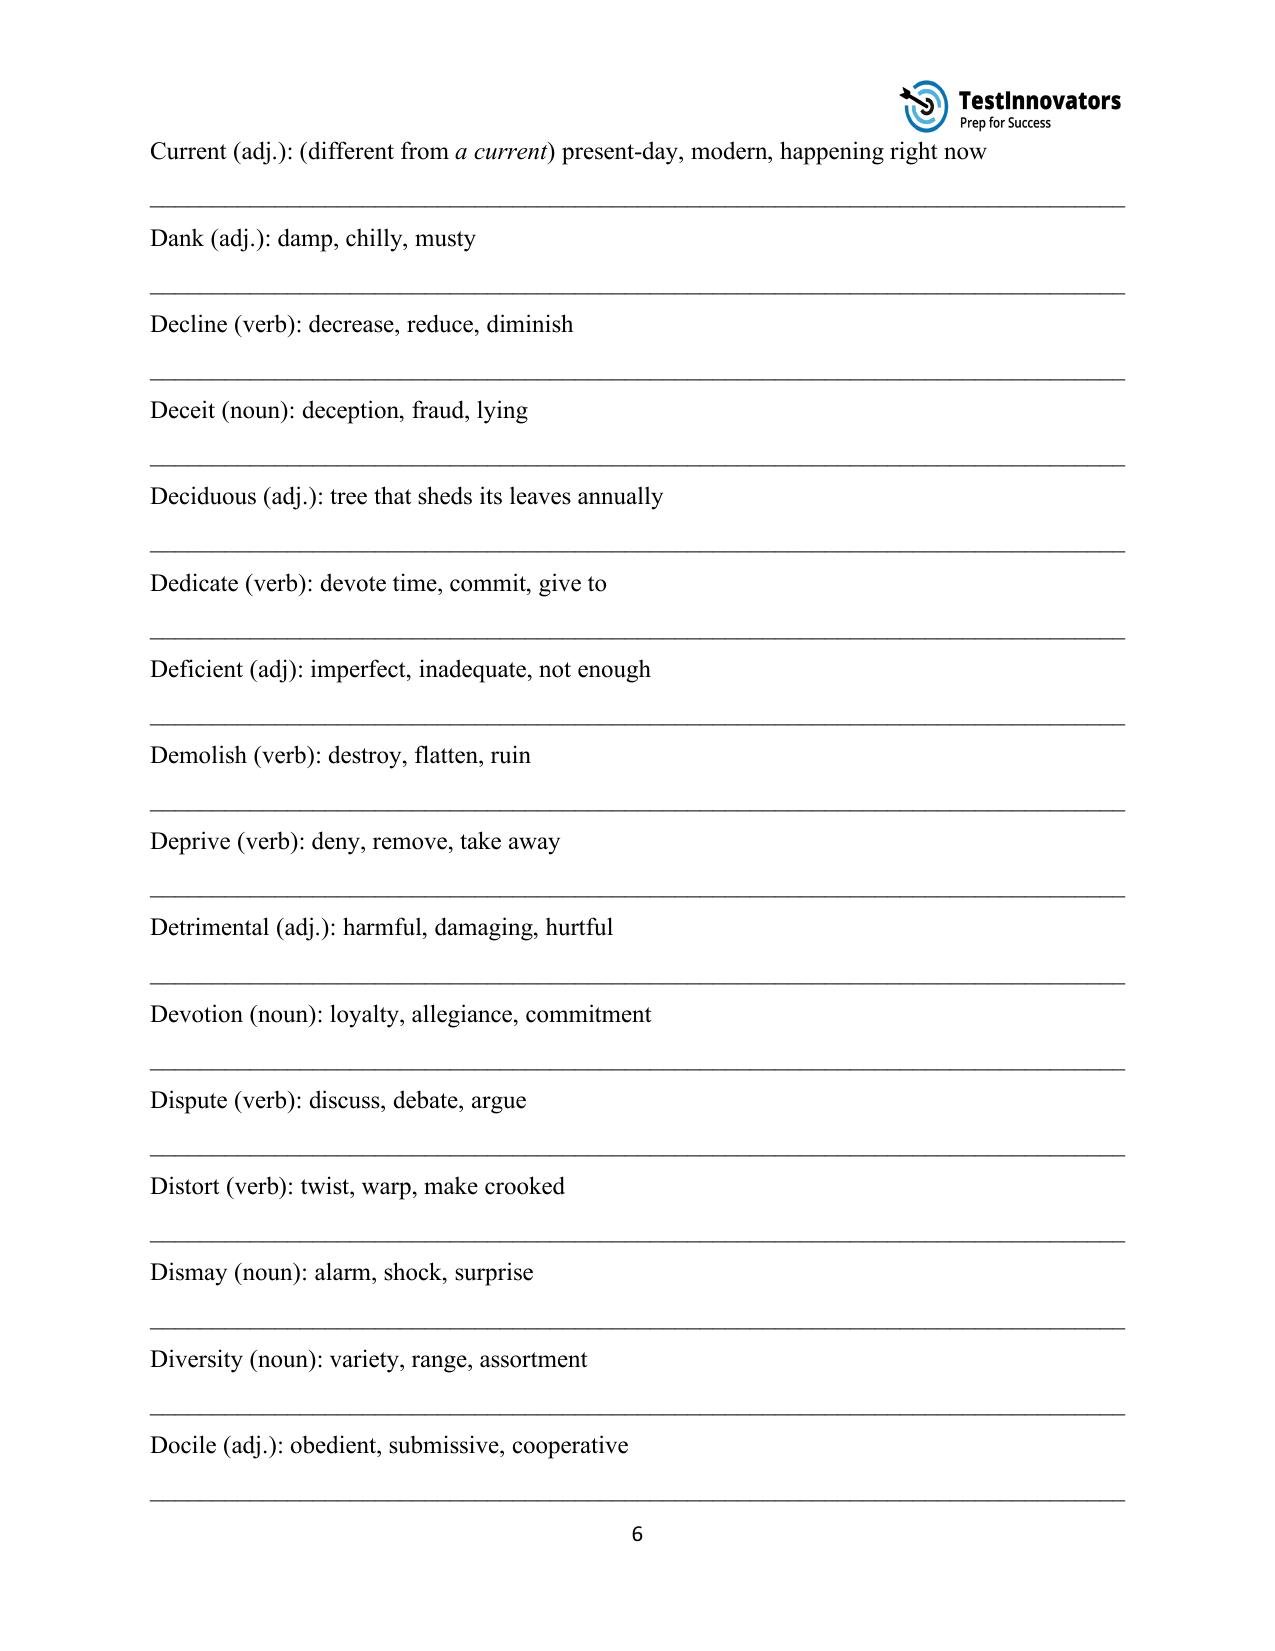 TestInnovators
Prep for Success
Current (adj.): (different from a current) present-day, modern, happening right now
Dank (adj.): damp, chilly, musty
Decline (verb): decrease, reduce, diminish
Deceit (noun): deception, fraud, lying
Deciduous (adj.): tree that sheds its leaves annually
Dedicate (verb): devote time, commit, give to
Deficient (adj): imperfect, inadequate, not enough
Demolish (verb): destroy, flatten, ruin
Deprive (verb): deny, remove, take away
Detrimental (adj.): harmful, damaging, hurtful
Devotion (noun): loyalty, allegiance, commitment
Dispute (verb): discuss, debate, argue
Distort (verb): twist, warp, make crooked
Dismay (noun): alarm, shock, surprise
Diversity (noun): variety, range, assortment
Docile (adj.): obedient, submissive, cooperative
6